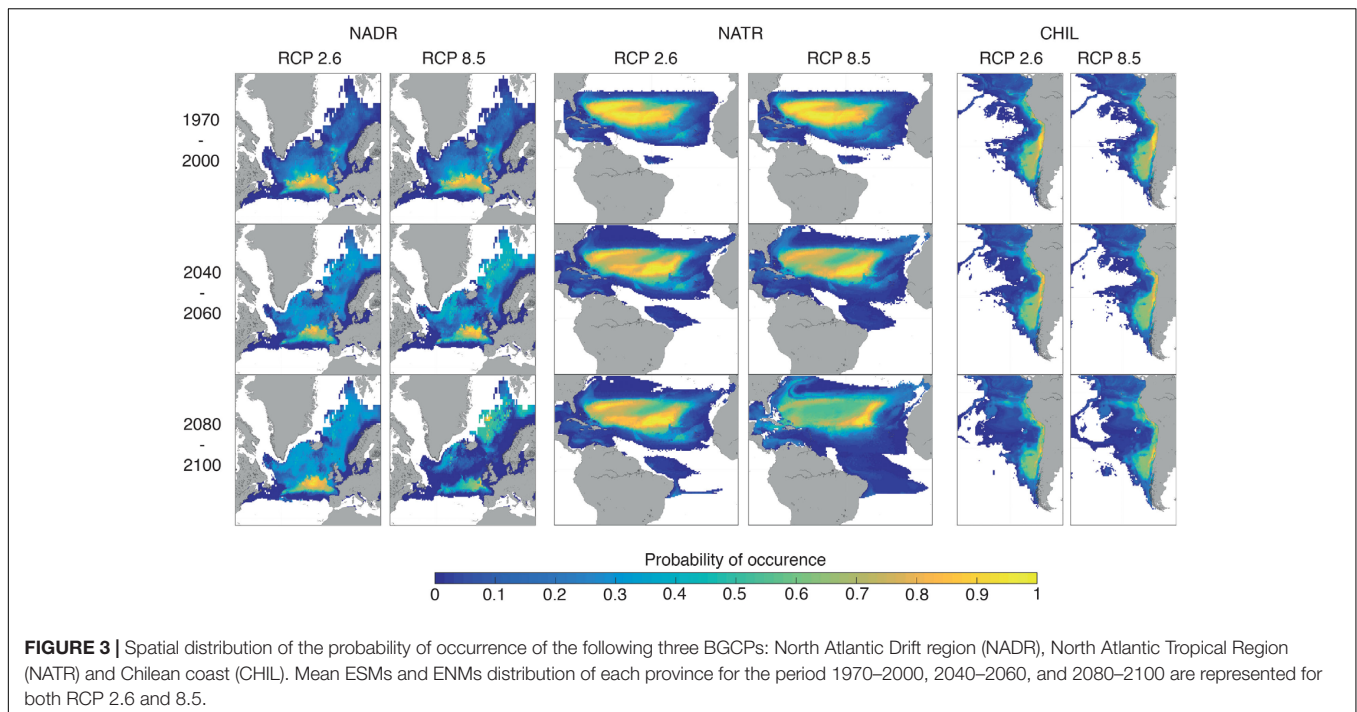 NADR NATR CHIL
RCP 2.6 RCP 8.5 RCP 2.6 RCP 8.5 RCP 2.6 RCP 8.5
1970
-
2000
2040
-
2060
2080
-
2100
Probability of occurence
0 0.1 0.2 0.3 0.4 0.5 0.6 0.7 0.8 0.9 1
FIGURE 3 | Spatial distribution of the probability of occurrence of the following three BGCPs: North Atlantic Drift region (NADR), North Atlantic Tropical Region
(NATR) and Chilean coast (CHIL). Mean ESMs and ENMs distribution of each province for the period 1970–2000, 2040–2060, and 2080–2100 are represented for
both RCP 2.6 and 8.5.